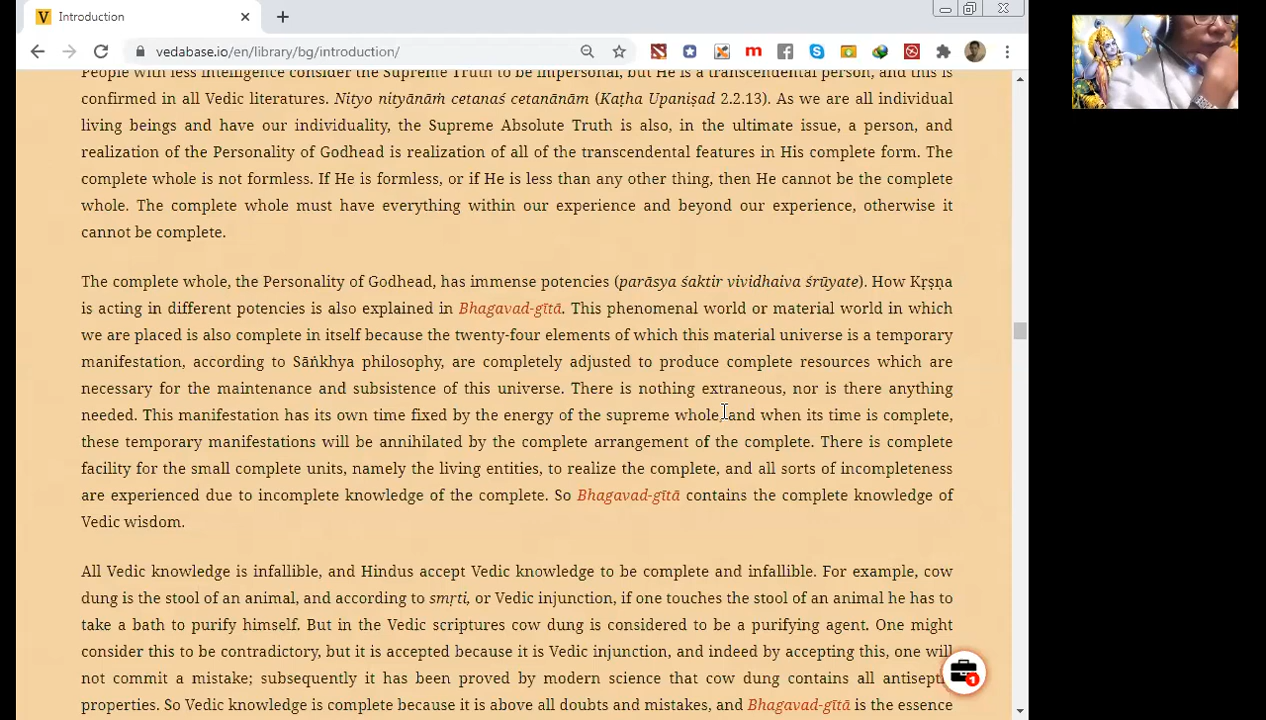 Introduction
vedabase.io/en/library/bg/introduction/
People with less intelligence consider the Supreme Truth to be impersonal, but He is a transcendental person, and this is
confirmed in all Vedic literatures. Nityo nityānāṁ cetanaś cetanānām (Kaṭha Upaniṣad 2.2.13). As we are all individual
living beings and have our individuality, the Supreme Absolute Truth is also, in the ultimate issue, a person, and
realization of the Personality of Godhead is realization of all of the transcendental features in His complete form. The
complete whole is not formless. If He is formless, or if He is less than any other thing, then He cannot be the complete
whole. The complete whole must have everything within our experience and beyond our experience, otherwise it
cannot be complete.
The complete whole, the Personality of Godhead, has immense potencies (parāsya śaktir vividhaiva śrūyate). How Kṛṣṇa
is acting in different potencies is also explained in Bhagavad-gītā. This phenomenal world or material world in which
we are placed is also complete in itself because the twenty-four elements of which this material universe is a temporary
manifestation, according to Sāṅkhya philosophy, are completely adjusted to produce complete resources which are
necessary for the maintenance and subsistence of this universe. There is nothing extraneous, nor is there anything
needed. This manifestation has its own time fixed by the energy of the supreme whole, and when its time is complete,
these temporary manifestations will be annihilated by the complete arrangement of the complete. There is complete
facility for the small complete units, namely the living entities, to realize the complete, and all sorts of incompleteness
are experienced due to incomplete knowledge of the complete. So Bhagavad-gītā contains the complete knowledge of
Vedic wisdom.
All Vedic knowledge is infallible, and Hindus accept Vedic knowledge to be complete and infallible. For example, cow
dung is the stool of an animal, and according to smṛti, or Vedic injunction, if one touches the stool of an animal he has to
take a bath to purify himself. But in the Vedic scriptures cow dung is considered to be a purifying agent. One might
consider this to be contradictory, but it is accepted because it is Vedic injunction, and indeed by accepting this, one will
not commit a mistake; subsequently it has been proved by modern science that cow dung contains all antisepti
properties. So Vedic knowledge is complete because it is above all doubts and mistakes, and Bhagavad-gītā is the essence
1